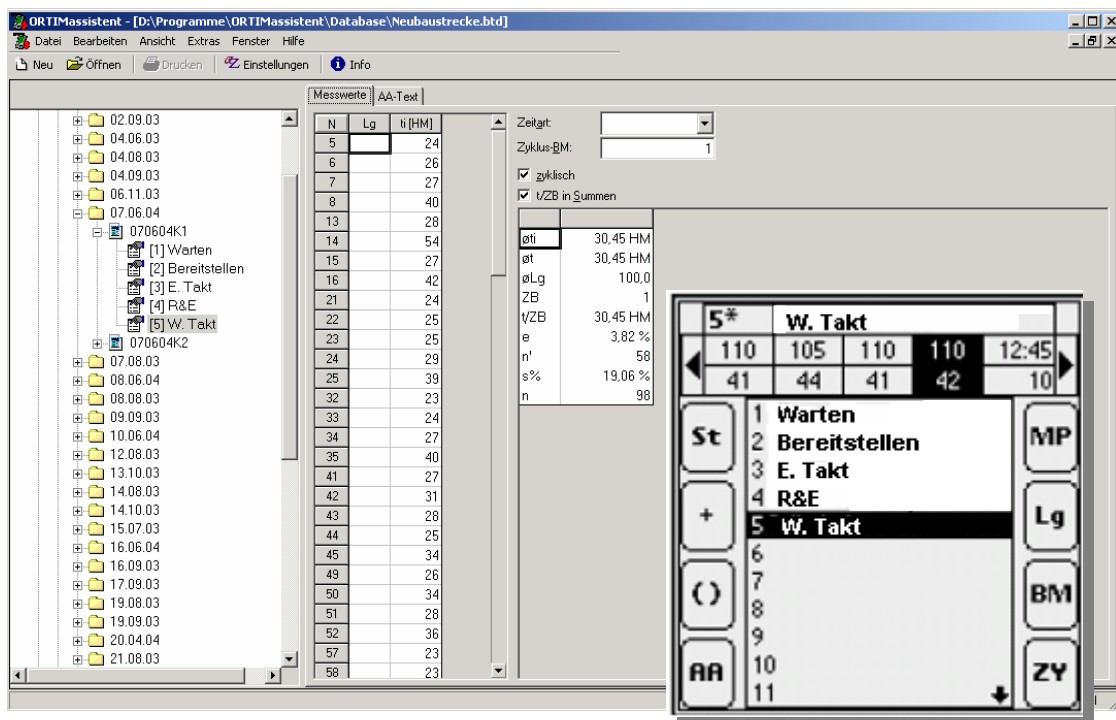 ORTIMassistent - [D:\Programme\ORTIMassistent\Database\Neubaustrecke.btd]
Datei Bearbeiten Ansicht Extras Fenster Hilfe
Neu Öffnen Drucken Einstellungen Info
Messwerte AA-Text
02.09.03
04.06.03
04.08.03
04.09.03
06.11.03
07.06.04
070604K1
[1] Warten
[2] Bereitstellen
[3] E. Takt
[4] R&E
[5] W. Takt
070604K2
07.08.03
08.06.04
08.08.03
09.09.03
10.06.04
12.08.03
13.10.03
14.08.03
14.10.03
15.07.03
16.06.04
16.09.03
17.09.03
19.08.03
19.09.03
20.04.04
21.08.03
N Lg ti [HM]
5 24
6 26
7 27
8 40
13 28
14 54
15 27
16 42
21 24
22 25
23 25
24 29
25 39
32 23
33 24
34 27
35 40
41 27
42 31
43 28
44 25
45 34
49 26
50 34
51 28
52 36
57 23
58 23
Zeitart:
Zyklus-BM: 1
zyklisch
t/ZB in Summen
øti 30,45 HM
øt 30,45 HM
øLg 100,0
ZB 1
t/ZB 30,45 HM
e 3,82 %
n' 58
s% 19,06 %
n 98
5* W. Takt
110 105 110 110 12:45
41 44 41 42 10
St
+
()
AA
1 Warten
2 Bereitstellen
3 E. Takt
4 R&E
5 W. Takt
6
7
8
9
10
11
MP
Lg
BM
ZY